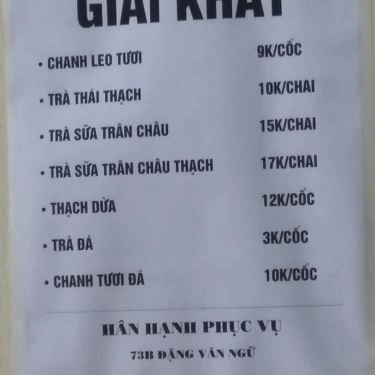 GIẢI KHÁT
• CHANH LEO TƯƠI 9K/CỐC
• TRÀ THÁI THẠCH 10K/CHAI
• TRÀ SỮA TRÂN CHÂU 15K/CHAI
• TRÀ SỮA TRÂN CHÂU THẠCH 17K/CHAI
• THẠCH DỪA 12K/CỐC
• TRÀ ĐÁ 3K/CỐC
• CHANH TƯƠI ĐÁ 10K/CỐC
HÂN HẠNH PHỤC VỤ
73B ĐẶNG VĂN NGỮ